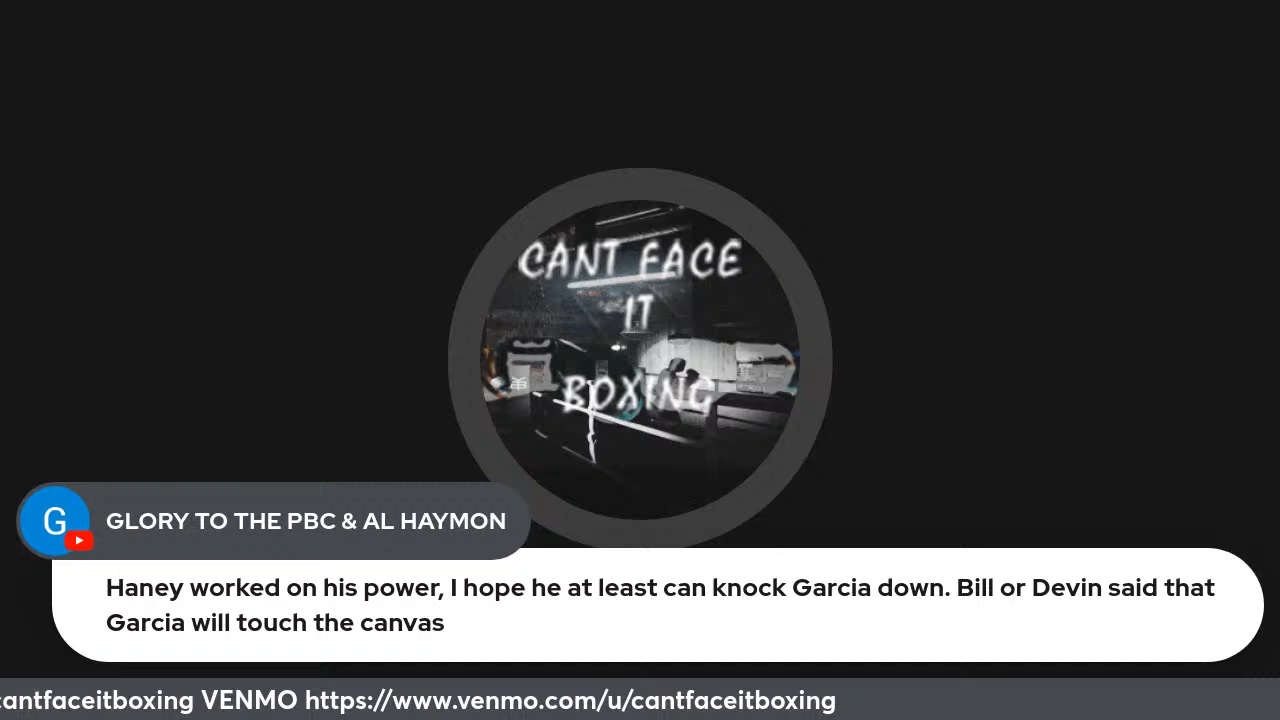 CANT FACE
IT
BOXING
G
GLORY TO THE PBC & AL HAYMON
Haney worked on his power, I hope he at least can knock Garcia down. Bill or Devin said that
Garcia will touch the canvas
cantfaceitboxing VENMO https://www.venmo.com/u/cantfaceitboxing